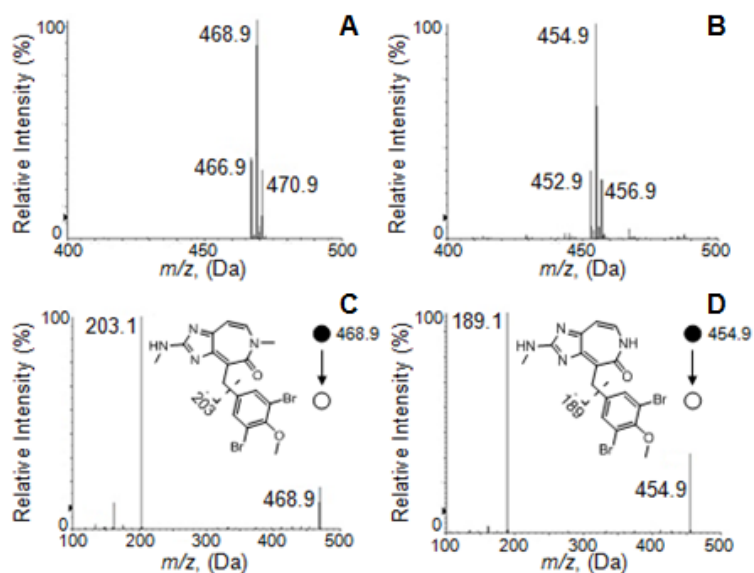 A
Relative Intensity (%)
100
0
468.9
466.9
470.9
400
450
500
m/z, (Da)
B
Relative Intensity (%)
100
0
454.9
452.9
456.9
400
450
500
m/z, (Da)
C
Relative Intensity (%)
100
0
203.1
N
N
N
HN
O
203
Br
Br
O
468.9
468.9
100
200
300
400
500
m/z, (Da)
D
Relative Intensity (%)
100
0
189.1
N
N
NH
HN
O
189
Br
Br
O
454.9
454.9
100
200
300
400
500
m/z, (Da)